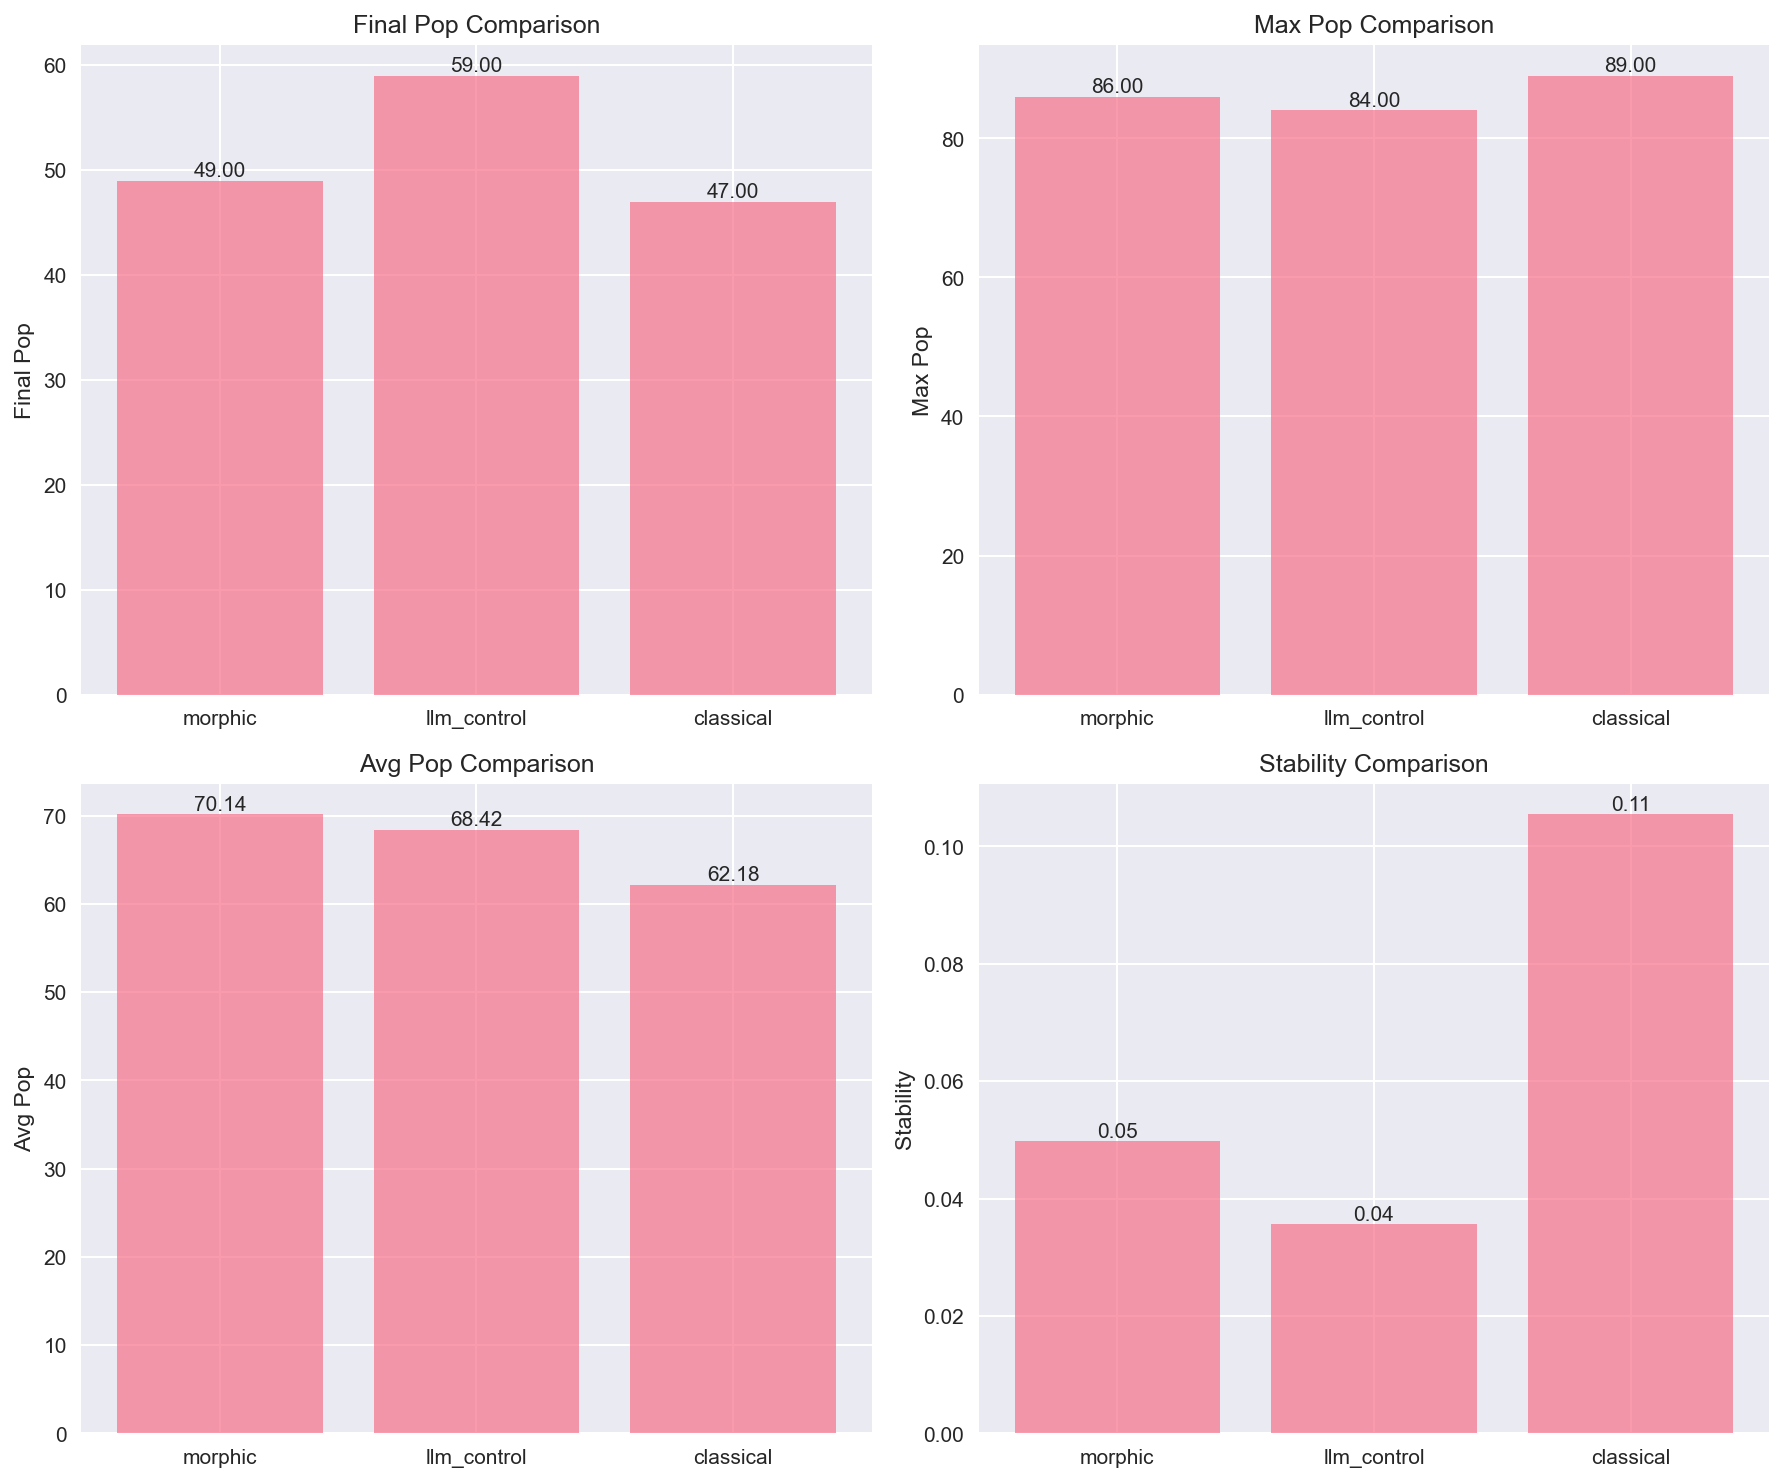 Final Pop Comparison
Final Pop
60
50
40
30
20
10
0
49.00
59.00
47.00
morphic
llm_control
classical
Max Pop Comparison
Max Pop
80
60
40
20
0
86.00
84.00
89.00
morphic
llm_control
classical
Avg Pop Comparison
Avg Pop
70
60
50
40
30
20
10
0
70.14
68.42
62.18
morphic
llm_control
classical
Stability Comparison
Stability
0.10
0.08
0.06
0.04
0.02
0.00
0.05
0.04
0.11
morphic
llm_control
classical